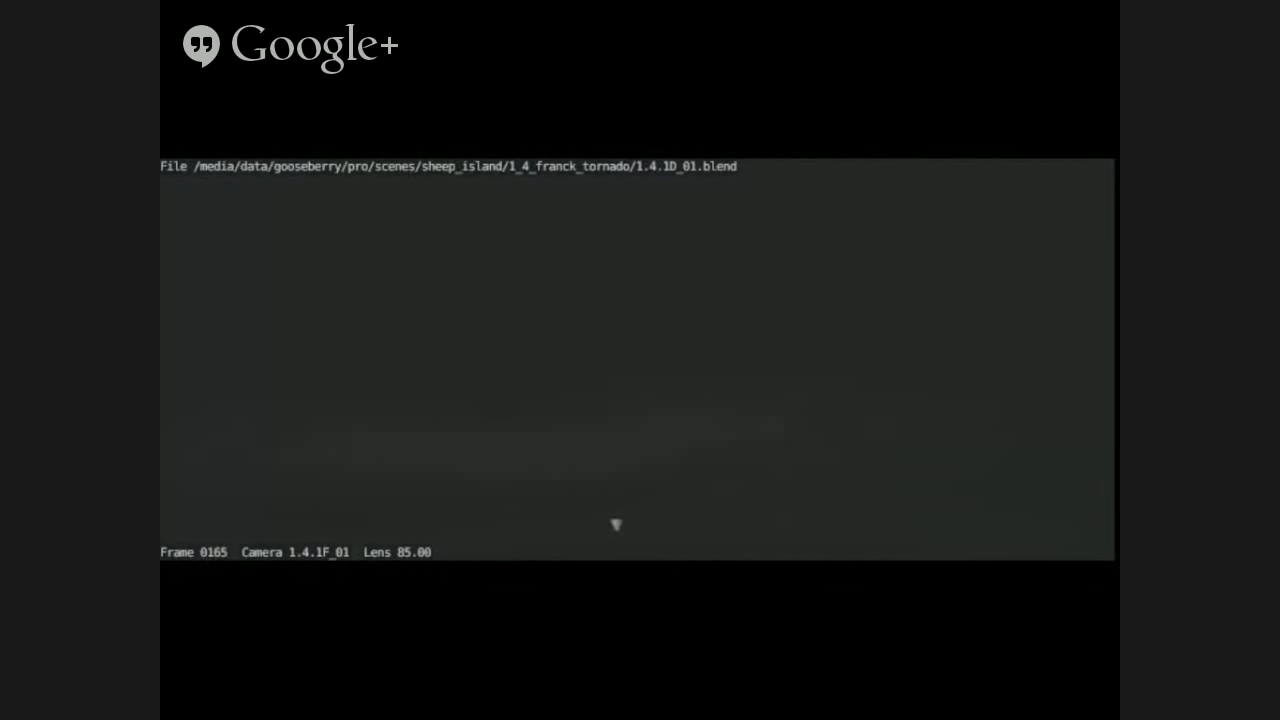 Google+
File /media/data/gooseberry/pro/scenes/sheep_island/1_4_franck_tornado/1.4.1D_01.blend
Frame 0165 Camera 1.4.1F_01 Lens 85.00